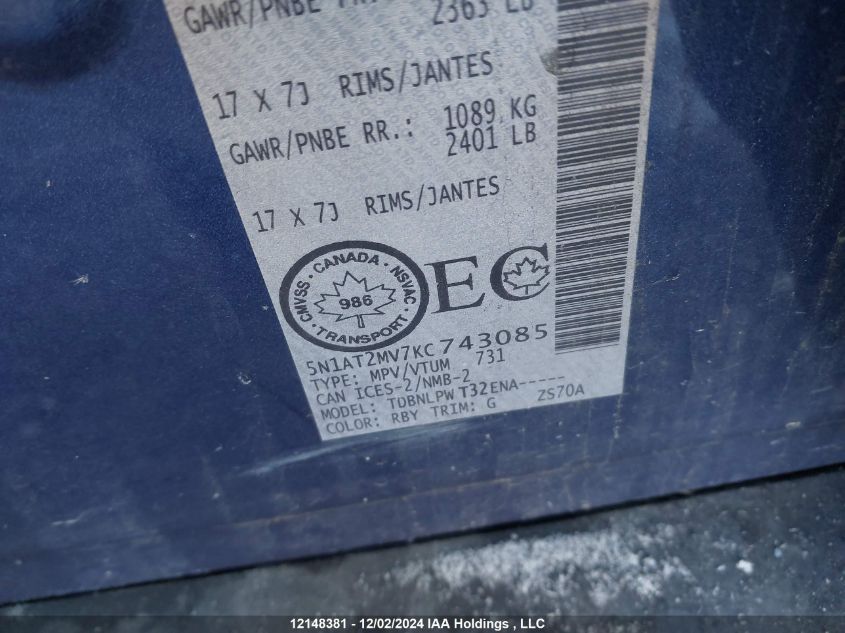 GAWR/PNBE
2363 LB
17 X 7J RIMS/JANTES
GAWR/PNBE RR.: 1089 KG
2401 LB
17 X 7J RIMS/JANTES
CMVSS · CANADA · NSVAC · TRANSPORT ·
986
EC
5N1AT2MV7KC743085
TYPE: MPV/VTUM 731
CAN ICES-2/NMB-2
MODEL: TDBNLPW T32ENA-----
COLOR: RBY TRIM: G ZS70A
12148381 - 12/02/2024 IAA Holdings , LLC